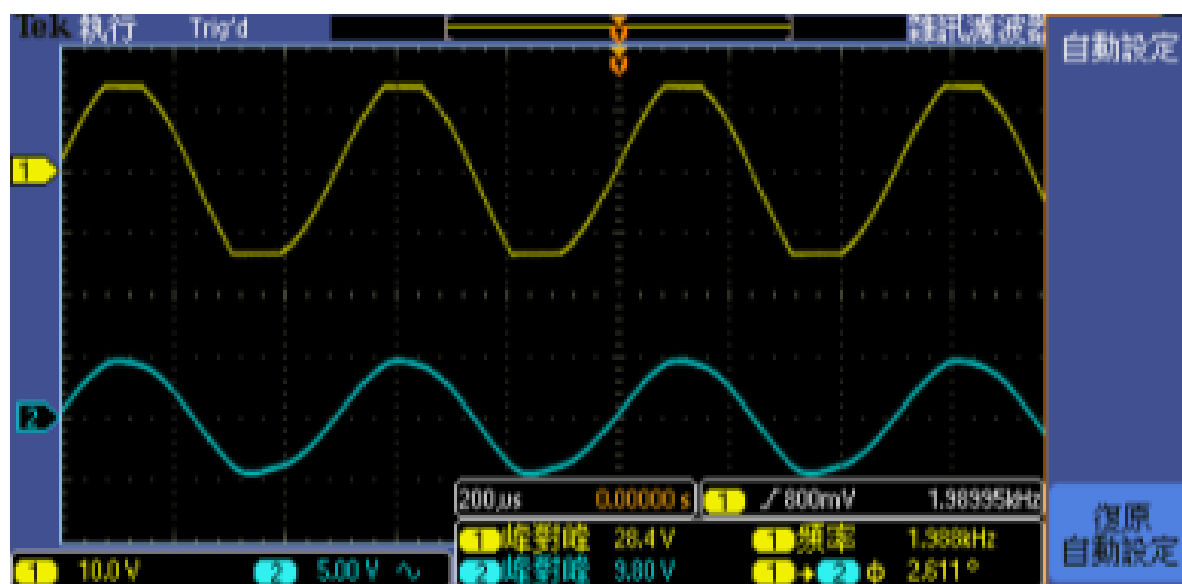 Tek 執行 Trig'd 雜訊濾波器
自動設定
1
2
200μs 0.00000 s 1 800mV 1.98995kHz
1 峰對峰 28.4 V 1 頻率 1.988kHz
1 10.0 V 2 5.00 V 2 峰對峰 9.80 V 1+2 ϕ 2.611 °
復原
自動設定